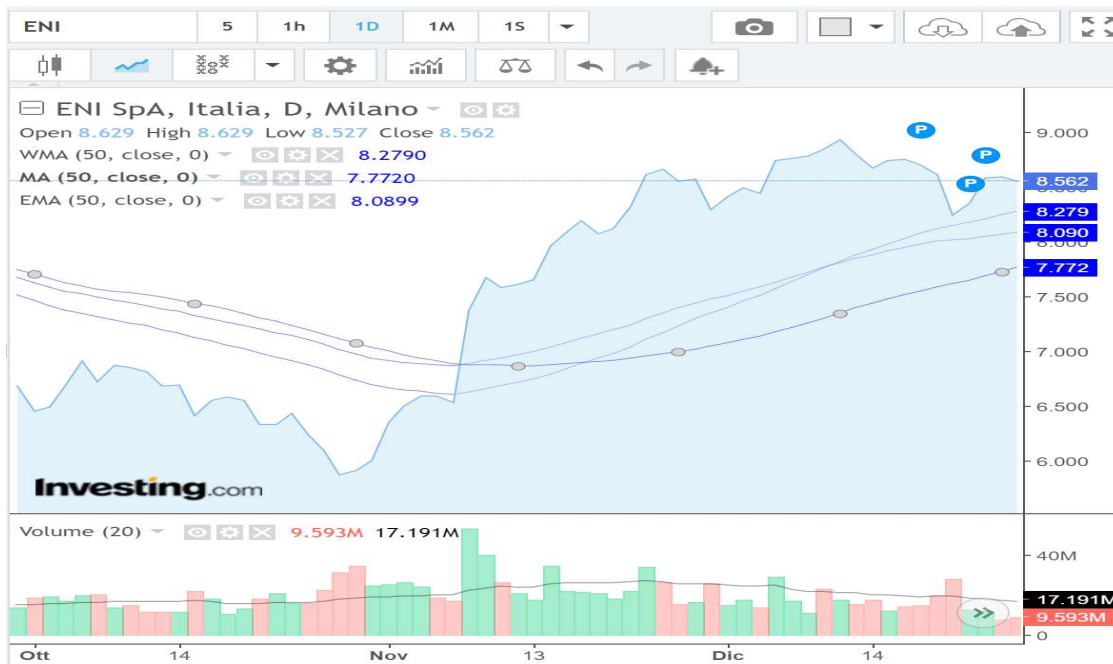 ENI 5 1h 1D 1M 1S
ENI SpA, Italia, D, Milano
Open 8.629 High 8.629 Low 8.527 Close 8.562
WMA (50, close, 0) 8.2790
MA (50, close, 0) 7.7720
EMA (50, close, 0) 8.0899
P
P
P
9.000
8.562
8.279
8.090
8.000
7.772
7.500
7.000
6.500
6.000
Investing.com
Volume (20) 9.593M 17.191M
40M
17.191M
9.593M
0
Ott 14 Nov 13 Dic 14